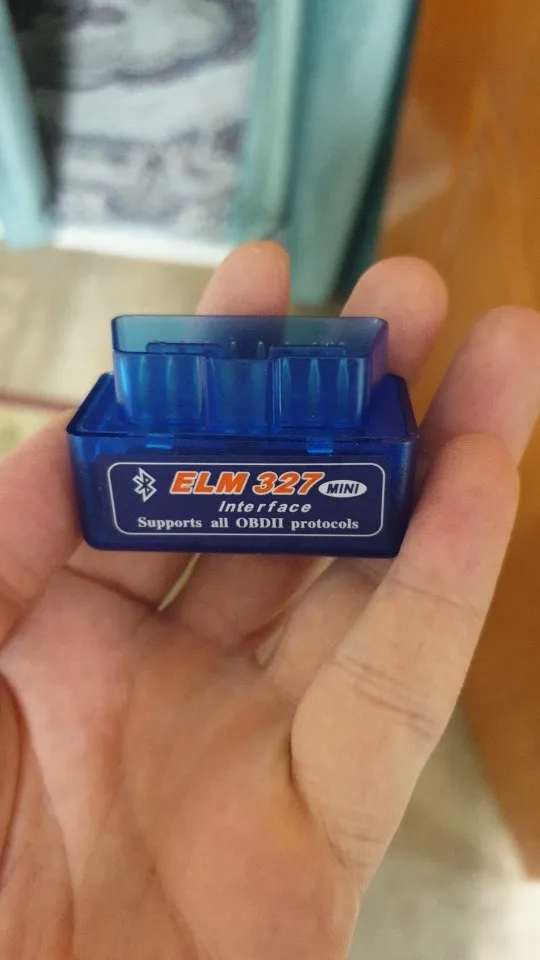 ELM 327 MINI
Interface
Supports all OBDII protocols